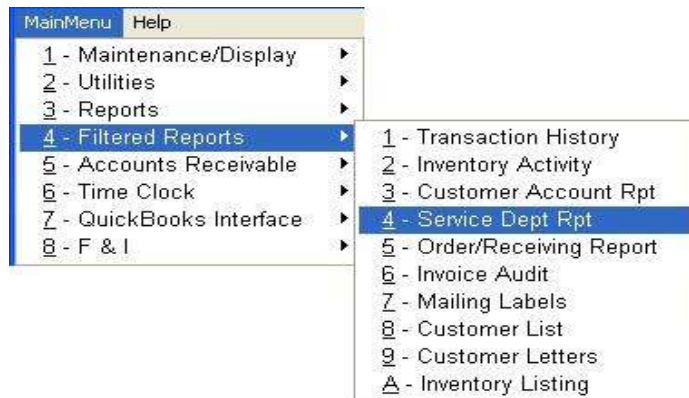 MainMenu Help
1 - Maintenance/Display
2 - Utilities
3 - Reports
4 - Filtered Reports
5 - Accounts Receivable
6 - Time Clock
7 - QuickBooks Interface
8 - F & I
1 - Transaction History
2 - Inventory Activity
3 - Customer Account Rpt
4 - Service Dept Rpt
5 - Order/Receiving Report
6 - Invoice Audit
7 - Mailing Labels
8 - Customer List
9 - Customer Letters
A - Inventory Listing